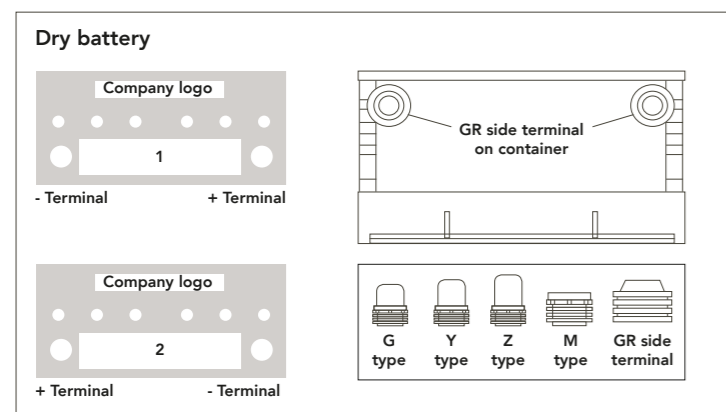 Dry battery
Company logo
1
- Terminal + Terminal
GR side terminal
on container
Company logo
2
+ Terminal - Terminal
G type
Y type
Z type
M type
GR side terminal